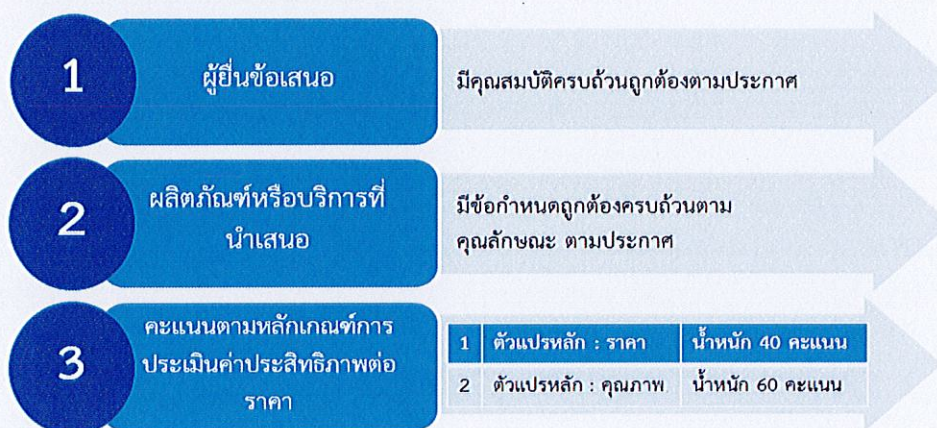 1
ผู้ยื่นข้อเสนอ
มีคุณสมบัติครบถ้วนถูกต้องตามประกาศ
2
ผลิตภัณฑ์หรือบริการที่
นำเสนอ
มีข้อกำหนดถูกต้องครบถ้วนตาม
คุณลักษณะ ตามประกาศ
3
คะแนนตามหลักเกณฑ์การ
ประเมินค่าประสิทธิภาพต่อ
ราคา
1 ตัวแปรหลัก : ราคา น้ำหนัก 40 คะแนน
2 ตัวแปรหลัก : คุณภาพ น้ำหนัก 60 คะแนน